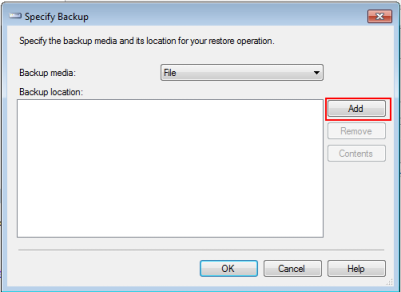 Specify Backup
Specify the backup media and its location for your restore operation.
Backup media:
File
Backup location:
Add
Remove
Contents
OK
Cancel
Help